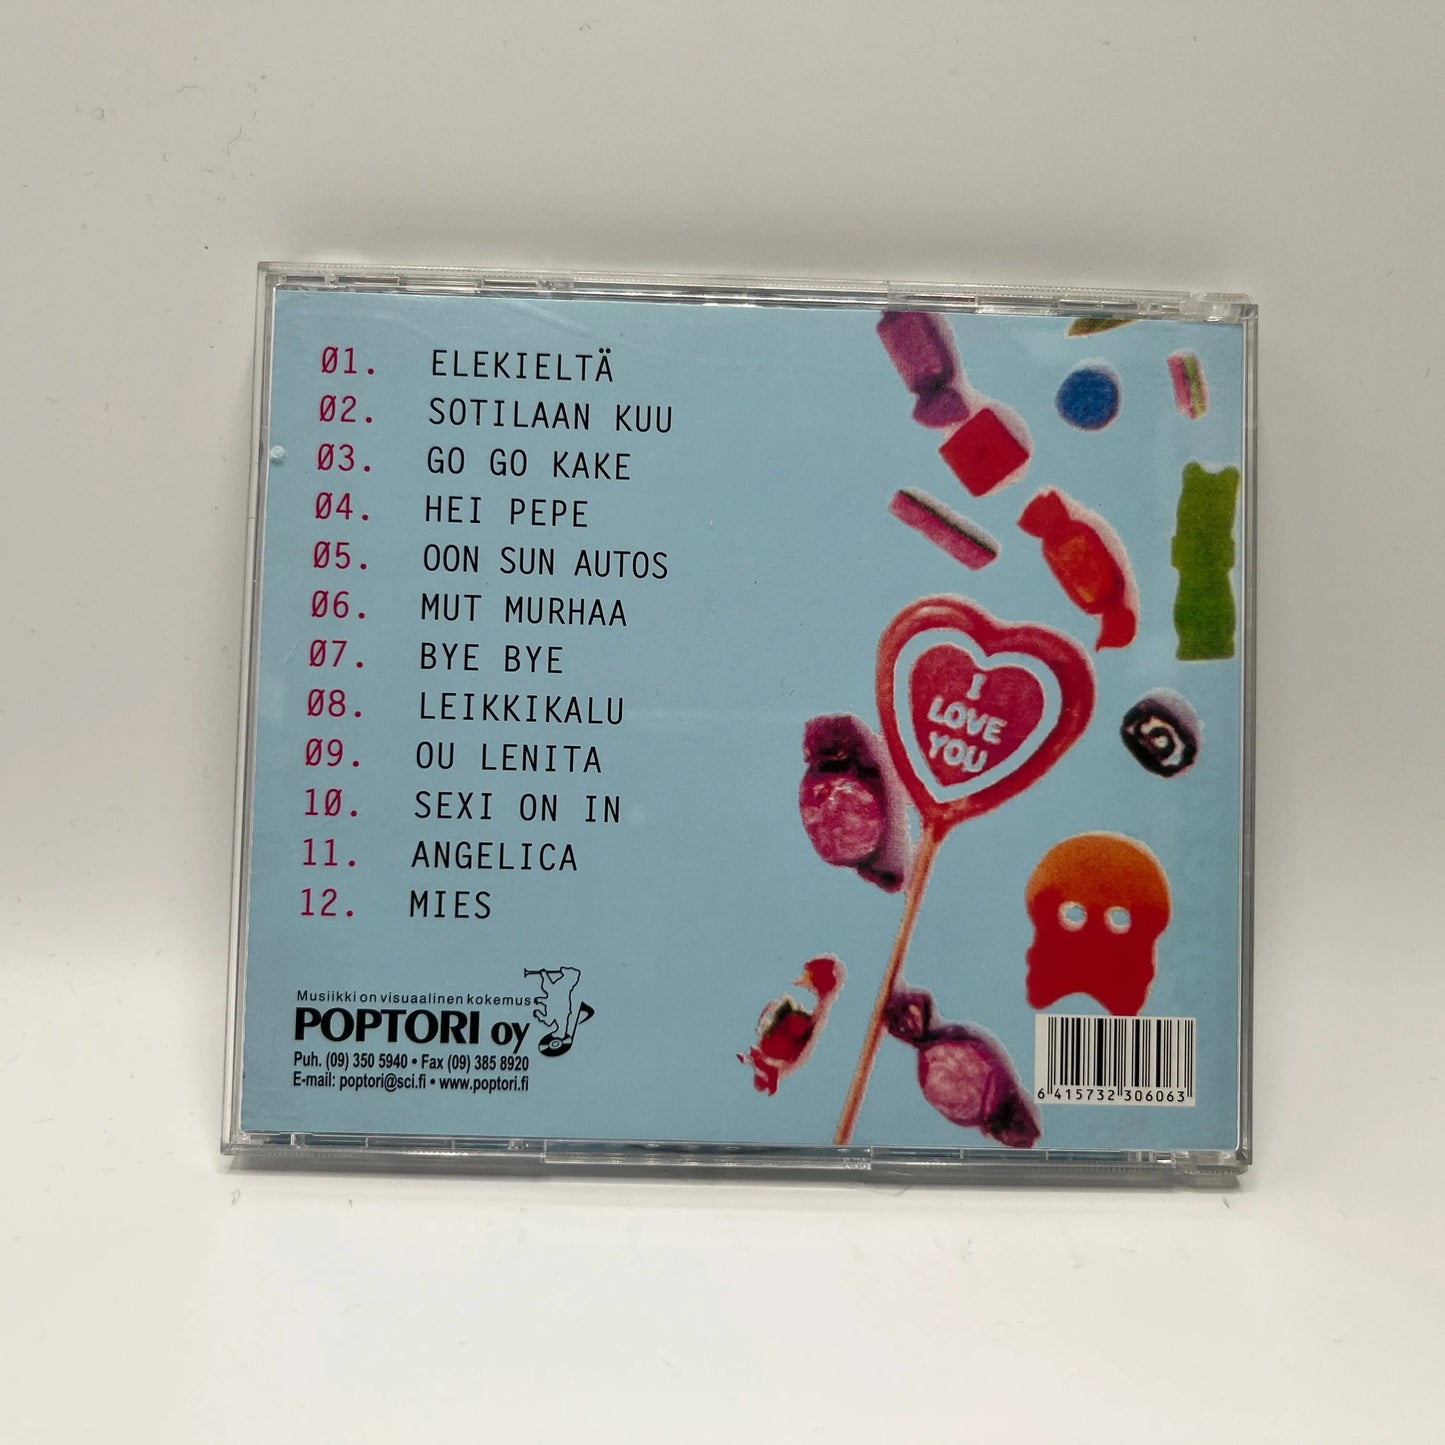 Ø1. ELEKIELTÄ
Ø2. SOTILAAN KUU
Ø3. GO GO KAKE
Ø4. HEI PEPE
Ø5. OON SUN AUTOS
Ø6. MUT MURHAA
Ø7. BYE BYE
Ø8. LEIKKIKALU
Ø9. OU LENITA
1Ø. SEXI ON IN
11. ANGELICA
12. MIES
I
LOVE
YOU
Musiikki on visuaalinen kokemus
POPTORI oy
Puh. (09) 350 5940 • Fax (09) 385 8920
E-mail: poptori@sci.fi • www.poptori.fi
6 415732 306063